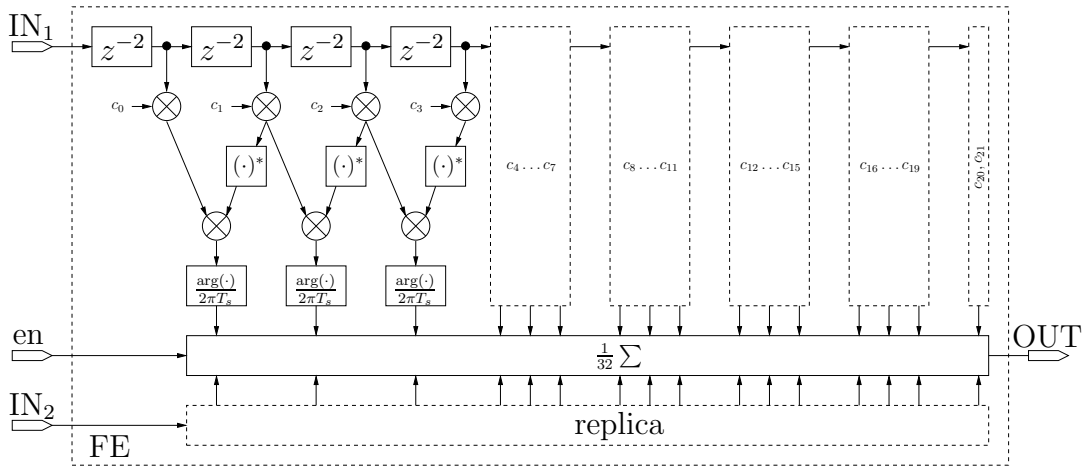 IN₁
z⁻² z⁻² z⁻² z⁻²
c₀ c₁ c₂ c₃
(·)* (·)* (·)*
c₄ … c₇ c₈ … c₁₁ c₁₂ … c₁₅ c₁₆ … c₁₉ c₂₀, c₂₁
arg(·)/2πTₛ arg(·)/2πTₛ arg(·)/2πTₛ
en 1/32 ∑ OUT
IN₂ replica
FE